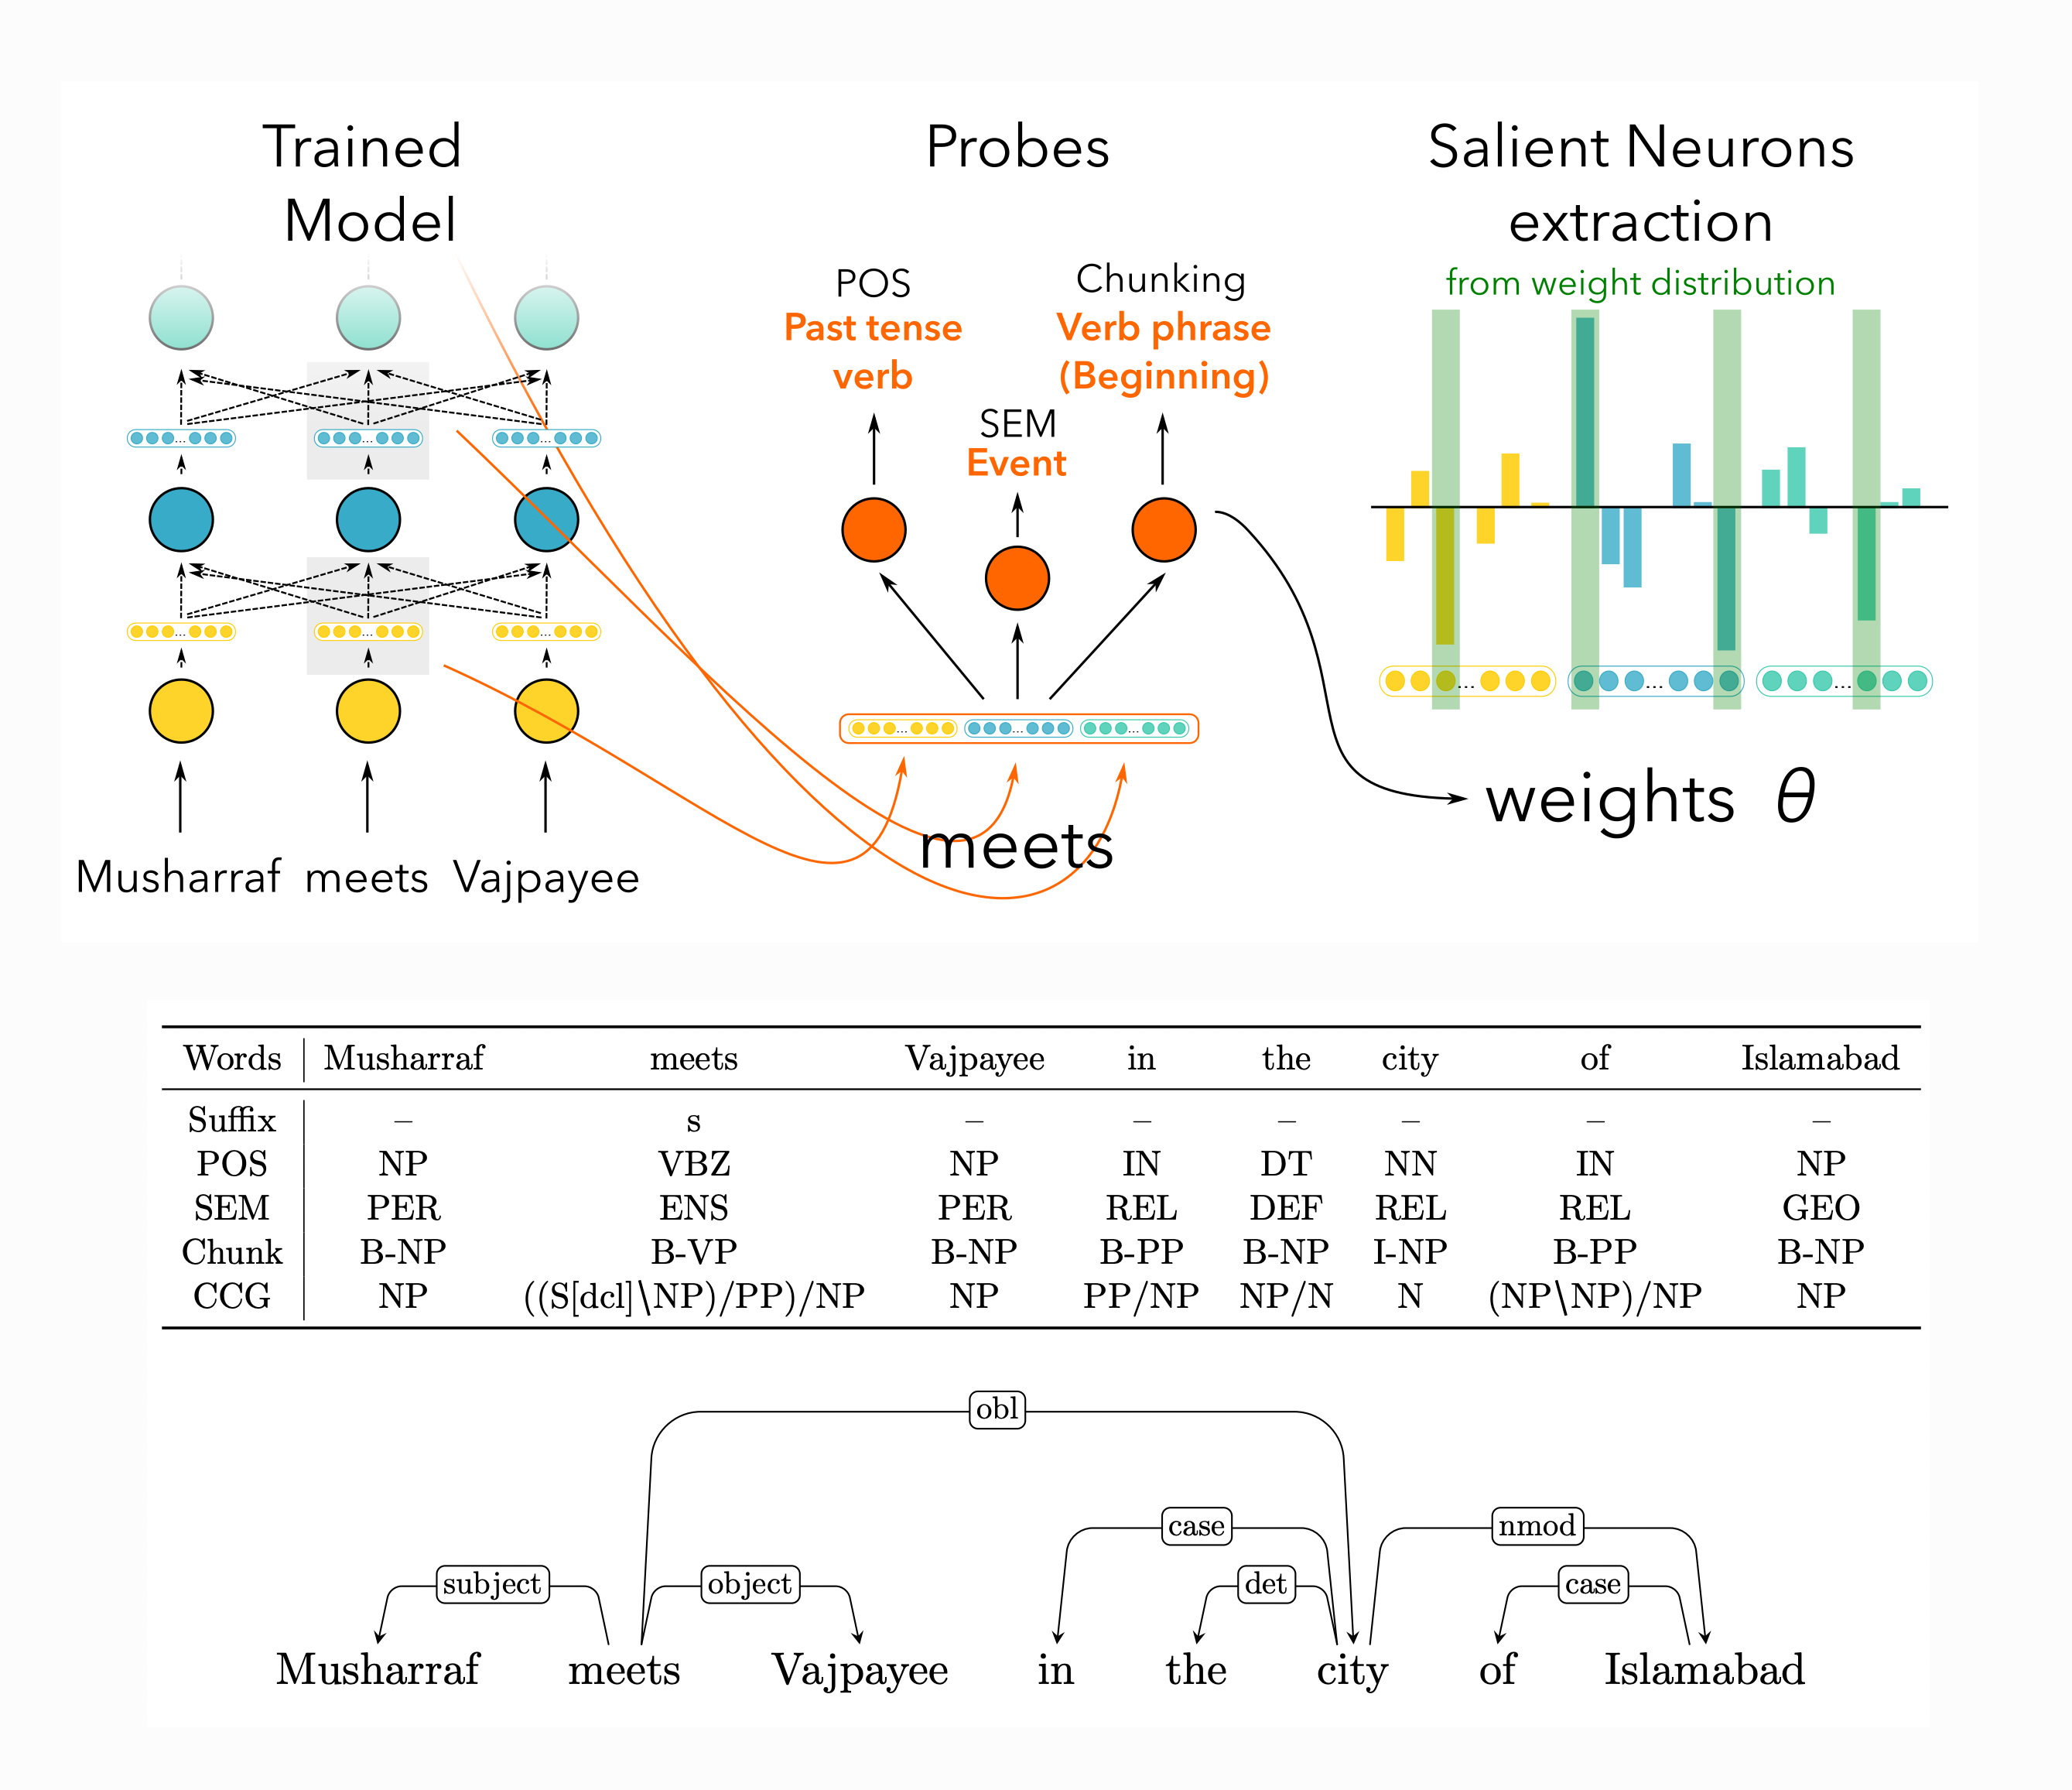 Trained
Model
Probes
Salient Neurons
extraction
from weight distribution
POS
Past tense
verb
SEM
Event
Chunking
Verb phrase
(Beginning)
... ... ...
... ... ...
... ... ...
... ... ...
Musharraf meets Vajpayee
meets
weights θ
Words Musharraf meets Vajpayee in the city of Islamabad
Suffix – s – – – – – –
POS NP VBZ NP IN DT NN IN NP
SEM PER ENS PER REL DEF REL REL GEO
Chunk B-NP B-VP B-NP B-PP B-NP I-NP B-PP B-NP
CCG NP ((S[dcl]\NP)/PP)/NP NP PP/NP NP/N N (NP\NP)/NP NP
obl
case nmod
subject object det case
Musharraf meets Vajpayee in the city of Islamabad